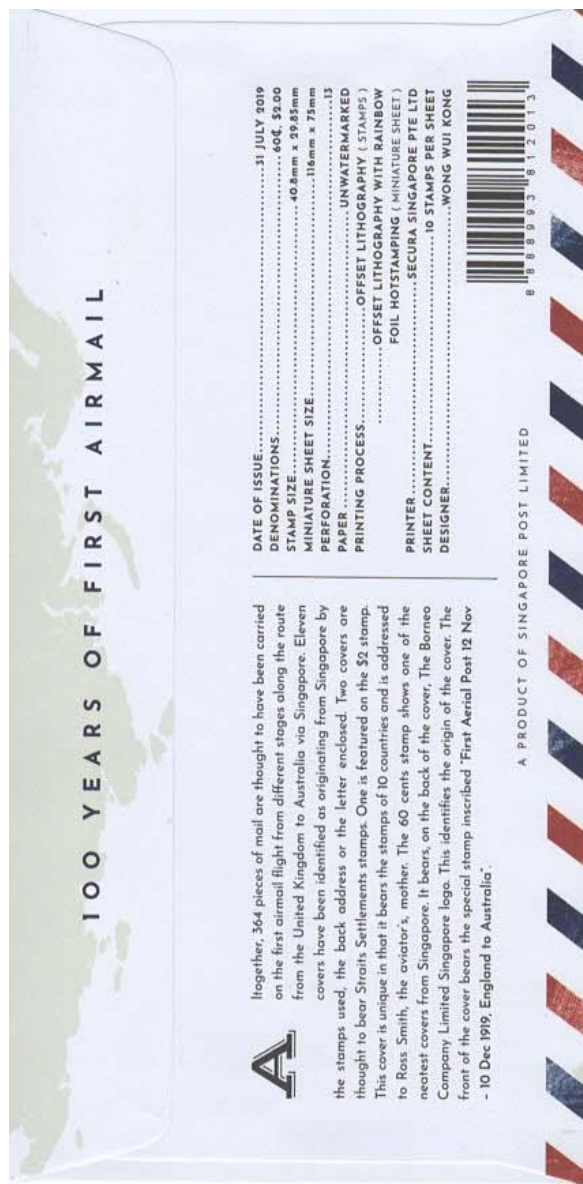 100 YEARS OF FIRST AIRMAIL
Altogether, 364 pieces of mail are thought to have been carried
on the first airmail flight from different stages along the route
from the United Kingdom to Australia via Singapore. Eleven
covers have been identified as originating from Singapore by
the stamps used, the back address or the letter enclosed. Two covers are
thought to bear Straits Settlements stamps. One is featured on the $2 stamp.
This cover is unique in that it bears the stamps of 10 countries and is addressed
to Ross Smith, the aviator's, mother. The 60 cents stamp shows one of the
neatest covers from Singapore. It bears, on the back of the cover, The Borneo
Company Limited Singapore logo. This identifies the origin of the cover. The
front of the cover bears the special stamp inscribed "First Aerial Post 12 Nov
- 10 Dec 1919, England to Australia".
DATE OF ISSUE..........31 JULY 2019
DENOMINATIONS..........60¢, $2.00
STAMP SIZE..........40.8mm x 29.85mm
MINIATURE SHEET SIZE..........116mm x 75mm
PERFORATION..........13
PAPER..........UNWATERMARKED
PRINTING PROCESS..........OFFSET LITHOGRAPHY ( STAMPS )
..........OFFSET LITHOGRAPHY WITH RAINBOW
FOIL HOTSTAMPING ( MINIATURE SHEET )
PRINTER..........SECURA SINGAPORE PTE LTD
SHEET CONTENT..........10 STAMPS PER SHEET
DESIGNER..........WONG WUI KONG
8 888993 812013
A PRODUCT OF SINGAPORE POST LIMITED